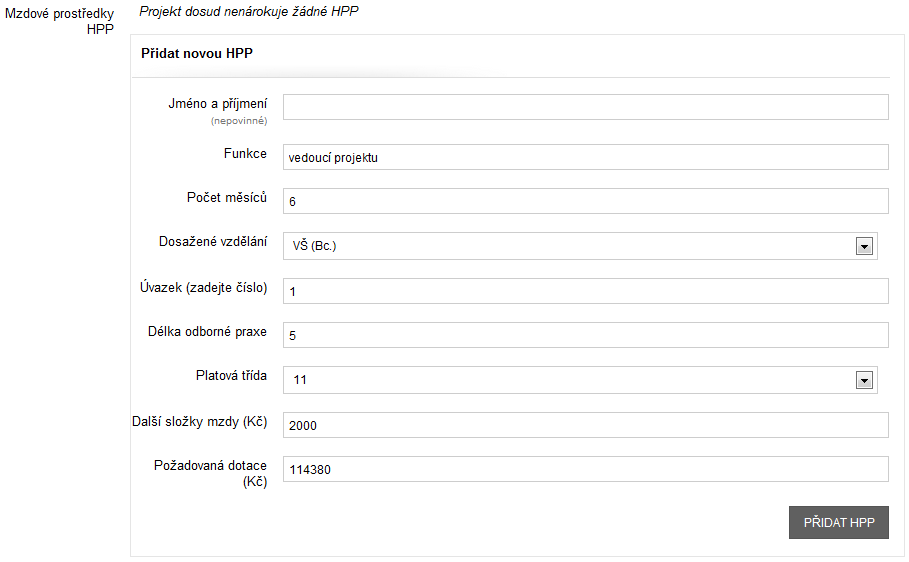 Mzdové prostředky
HPP
Projekt dosud nenárokuje žádné HPP
Přidat novou HPP
Jméno a příjmení
(nepovinné)
Funkce
vedoucí projektu
Počet měsíců
6
Dosažené vzdělání
VŠ (Bc.)
Úvazek (zadejte číslo)
1
Délka odborné praxe
5
Platová třída
11
Další složky mzdy (Kč)
2000
Požadovaná dotace
(Kč)
114380
PŘIDAT HPP